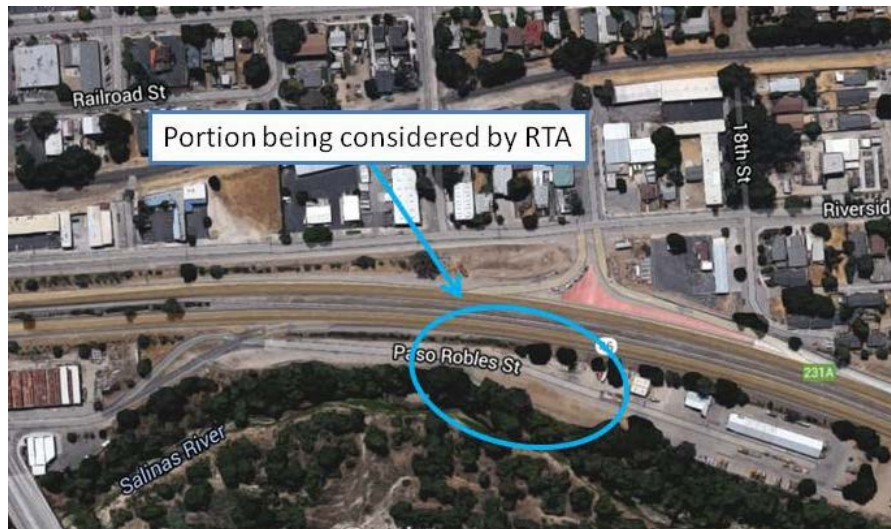 Railroad St
Portion being considered by RTA
18th St
Riversid
Paso Robles St
231A
Salinas River